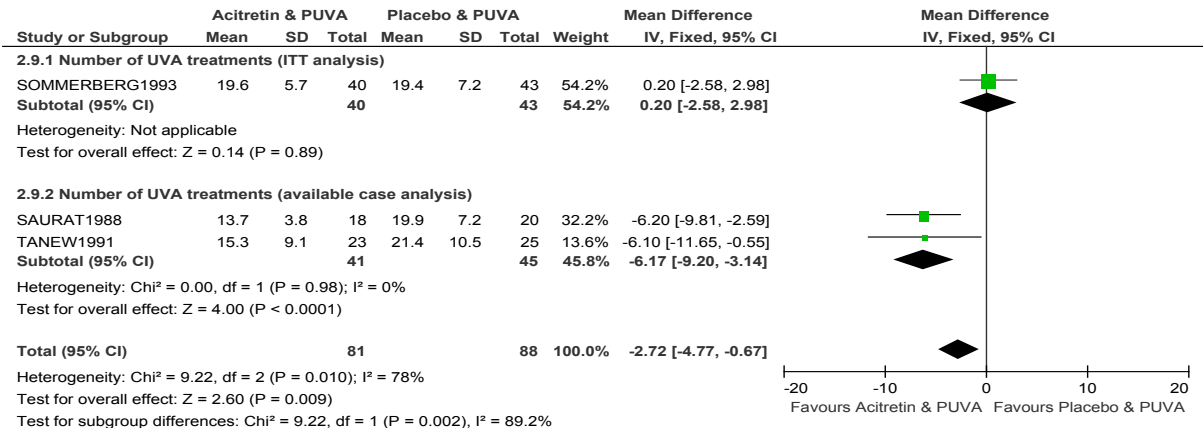 Acitretin & PUVA Placebo & PUVA Mean Difference Mean Difference
Study or Subgroup Mean SD Total Mean SD Total Weight IV, Fixed, 95% CI IV, Fixed, 95% CI
2.9.1 Number of UVA treatments (ITT analysis)
SOMMERBERG1993 19.6 5.7 40 19.4 7.2 43 54.2% 0.20 [-2.58, 2.98]
Subtotal (95% CI) 40 43 54.2% 0.20 [-2.58, 2.98]
Heterogeneity: Not applicable
Test for overall effect: Z = 0.14 (P = 0.89)
2.9.2 Number of UVA treatments (available case analysis)
SAURAT1988 13.7 3.8 18 19.9 7.2 20 32.2% -6.20 [-9.81, -2.59]
TANEW1991 15.3 9.1 23 21.4 10.5 25 13.6% -6.10 [-11.65, -0.55]
Subtotal (95% CI) 41 45 45.8% -6.17 [-9.20, -3.14]
Heterogeneity: Chi² = 0.00, df = 1 (P = 0.98); I² = 0%
Test for overall effect: Z = 4.00 (P < 0.0001)
Total (95% CI) 81 88 100.0% -2.72 [-4.77, -0.67]
Heterogeneity: Chi² = 9.22, df = 2 (P = 0.010); I² = 78%
Test for overall effect: Z = 2.60 (P = 0.009)
Test for subgroup differences: Chi² = 9.22, df = 1 (P = 0.002), I² = 89.2%
-20 -10 0 10 20
Favours Acitretin & PUVA Favours Placebo & PUVA